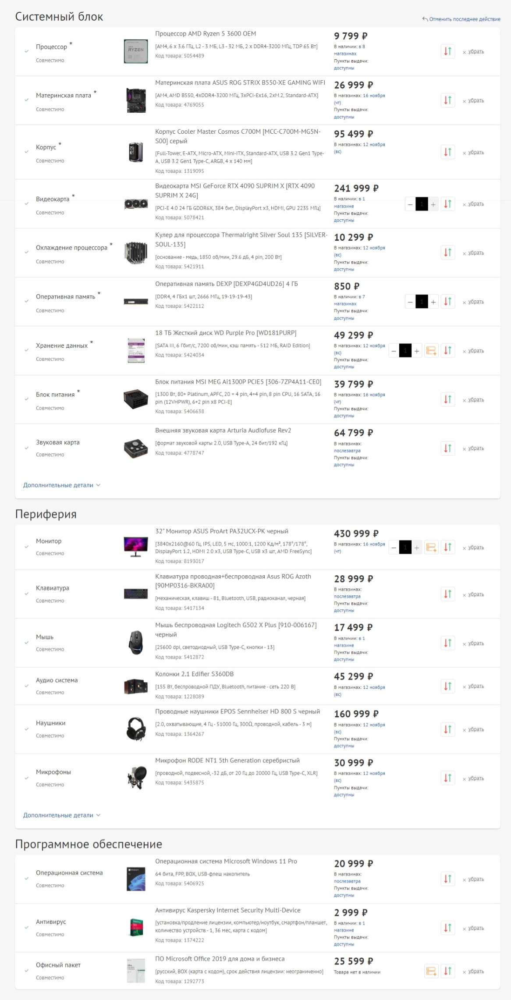 Системный блок
Отменить последнее действие
Процессор *
Совместимо
Процессор AMD Ryzen 5 3600 OEM
[AM4, 6 x 3.6 ГГц, L2 - 3 МБ, L3 - 32 МБ, 2 x DDR4-3200 МГц, TDP 65 Вт]
Код товара: 5054489
9 799 ₽
В наличии: в 8
магазинах
Пункты выдачи:
доступны
убрать
Материнская плата *
Совместимо
Материнская плата ASUS ROG STRIX B550-XE GAMING WIFI
[AM4, AMD B550, 4xDDR4-3200 МГц, 3xPCI-Ex16, 2xM.2, Standard-ATX]
Код товара: 4769055
26 999 ₽
В магазинах: 16 ноября
(чт)
Пункты выдачи:
доступны
убрать
Корпус *
Совместимо
Корпус Cooler Master Cosmos C700M [MCC-C700M-MG5N-
S00] серый
[Full-Tower, E-ATX, Micro-ATX, Mini-ITX, Standard-ATX, USB 3.2 Gen1 Type-
A, USB 3.2 Gen1 Type-C, ARGB, 4 x 140 мм]
Код товара: 1319095
95 499 ₽
В магазинах: 12 ноября
(вс)
убрать
Видеокарта *
Совместимо
Видеокарта MSI GeForce RTX 4090 SUPRIM X [RTX 4090
SUPRIM X 24G]
[PCI-E 4.0 24 ГБ GDDR6X, 384 бит, DisplayPort x3, HDMI, GPU 2235 МГц]
Код товара: 5078421
241 999 ₽
В наличии: в 1
магазине
Пункты выдачи:
доступны
− 1 +
убрать
Охлаждение процессора *
Совместимо
Кулер для процессора Thermalright Silver Soul 135 [SILVER-
SOUL-135]
[основание - медь, 1850 об/мин, 29.6 дБ, 4 pin, 200 Вт]
Код товара: 5421911
10 299 ₽
В магазинах: 12 ноября
(вс)
Пункты выдачи:
доступны
убрать
Оперативная память *
Совместимо
Оперативная память DEXP [DEXP4GD4UD26] 4 ГБ
[DDR4, 4 ГБx1 шт, 2666 МГц, 19-19-19-43]
Код товара: 5422112
850 ₽
В наличии: в 7
магазинах
Пункты выдачи:
доступны
− 1 +
убрать
Хранение данных *
Совместимо
18 ТБ Жесткий диск WD Purple Pro [WD181PURP]
[SATA III, 6 Гбит/с, 7200 об/мин, кэш память - 512 МБ, RAID Edition]
Код товара: 5424034
49 299 ₽
В магазинах: 12 ноября
(вс)
Пункты выдачи:
доступны
− 1 +
убрать
Блок питания *
Совместимо
Блок питания MSI MEG Ai1300P PCIE5 [306-7ZP4A11-CE0]
[1300 Вт, 80+ Platinum, APFC, 20 + 4 pin, 4+4 pin, 8 pin CPU, 16 SATA, 16
pin (12VHPWR), 6+2 pin x8 PCI-E]
Код товара: 5406638
39 799 ₽
В магазинах: 16 ноября
(чт)
Пункты выдачи:
доступны
убрать
Звуковая карта
Совместимо
Внешняя звуковая карта Arturia Audiofuse Rev2
[формат звуковой карты 2.0, USB Type-A, 24 бит/192 кГц]
Код товара: 4778747
64 799 ₽
В магазинах:
послезавтра
Пункты выдачи:
доступны
убрать
Дополнительные детали
Периферия
Монитор
Совместимо
32" Монитор ASUS ProArt PA32UCX-PK черный
[3840x2160@60 Гц, IPS, LED, 5 мс, 1000:1, 1200 Кд/м², 178°/178°,
DisplayPort 1.2, HDMI 2.0 x3, USB Type-C, USB x3 шт, AMD FreeSync]
Код товара: 8193017
430 999 ₽
В магазинах: 16 ноября
(чт)
− 1 +
убрать
Клавиатура
Совместимо
Клавиатура проводная+беспроводная Asus ROG Azoth
[90MP0316-BKRA00]
[механическая, клавиш - 81, Bluetooth, USB, радиоканал, черная]
Код товара: 5417134
28 999 ₽
В магазинах:
послезавтра
Пункты выдачи:
доступны
убрать
Мышь
Совместимо
Мышь беспроводная Logitech G502 X Plus [910-006167]
черный
[25600 dpi, светодиодный, USB Type-C, кнопки - 13]
Код товара: 5412872
17 499 ₽
В наличии: в 1
магазине
Пункты выдачи:
доступны
убрать
Аудио система
Совместимо
Колонки 2.1 Edifier S360DB
[155 Вт, беспроводной ПДУ, Bluetooth, питание - сеть 220 В]
Код товара: 1228089
45 299 ₽
В магазинах: 12 ноября
(вс)
убрать
Наушники
Совместимо
Проводные наушники EPOS Sennheiser HD 800 S черный
[2.0, охватывающие, 4 Гц - 51000 Гц, 300Ω, проводной, кабель - 3 м]
Код товара: 1364267
160 999 ₽
В магазинах: 12 ноября
(вс)
Пункты выдачи:
доступны
убрать
Микрофоны
Совместимо
Микрофон RODE NT1 5th Generation серебристый
[проводной, подвесной, -32 дБ, от 20 Гц до 20000 Гц, USB Type-C, XLR]
Код товара: 5435875
30 999 ₽
В магазинах: 12 ноября
(вс)
Пункты выдачи:
доступны
убрать
Дополнительные детали
Программное обеспечение
Операционная система
Совместимо
Операционная система Microsoft Windows 11 Pro
64 бита, FPP, BOX, USB-флеш накопитель
Код товара: 5406925
20 999 ₽
В магазинах:
послезавтра
Пункты выдачи:
доступны
убрать
Антивирус
Совместимо
Антивирус Kaspersky Internet Security Multi-Device
[установка/продление лицензии, компьютер/ноутбук, смартфон/планшет,
количество устройств - 1, 36 мес, карта с кодом]
Код товара: 1374222
2 999 ₽
В наличии: в 1
магазине
Пункты выдачи:
доступны
убрать
Офисный пакет
Совместимо
ПО Microsoft Office 2019 для дома и бизнеса
[русский, BOX (карта с кодом), срок действия лицензии: неограниченно]
Код товара: 1292773
25 599 ₽
Товара нет в наличии
убрать